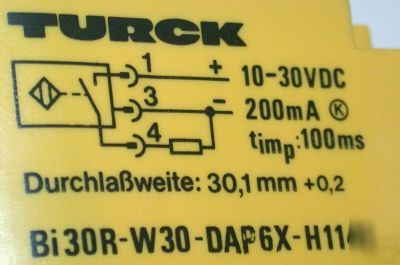 TURCK
1 + 10-30VDC
3 – 200mA Ⓚ
4 timp:100ms
Durchlaßweite: 30,1 mm +0,2
Bi30R-W30-DAP6X-H11